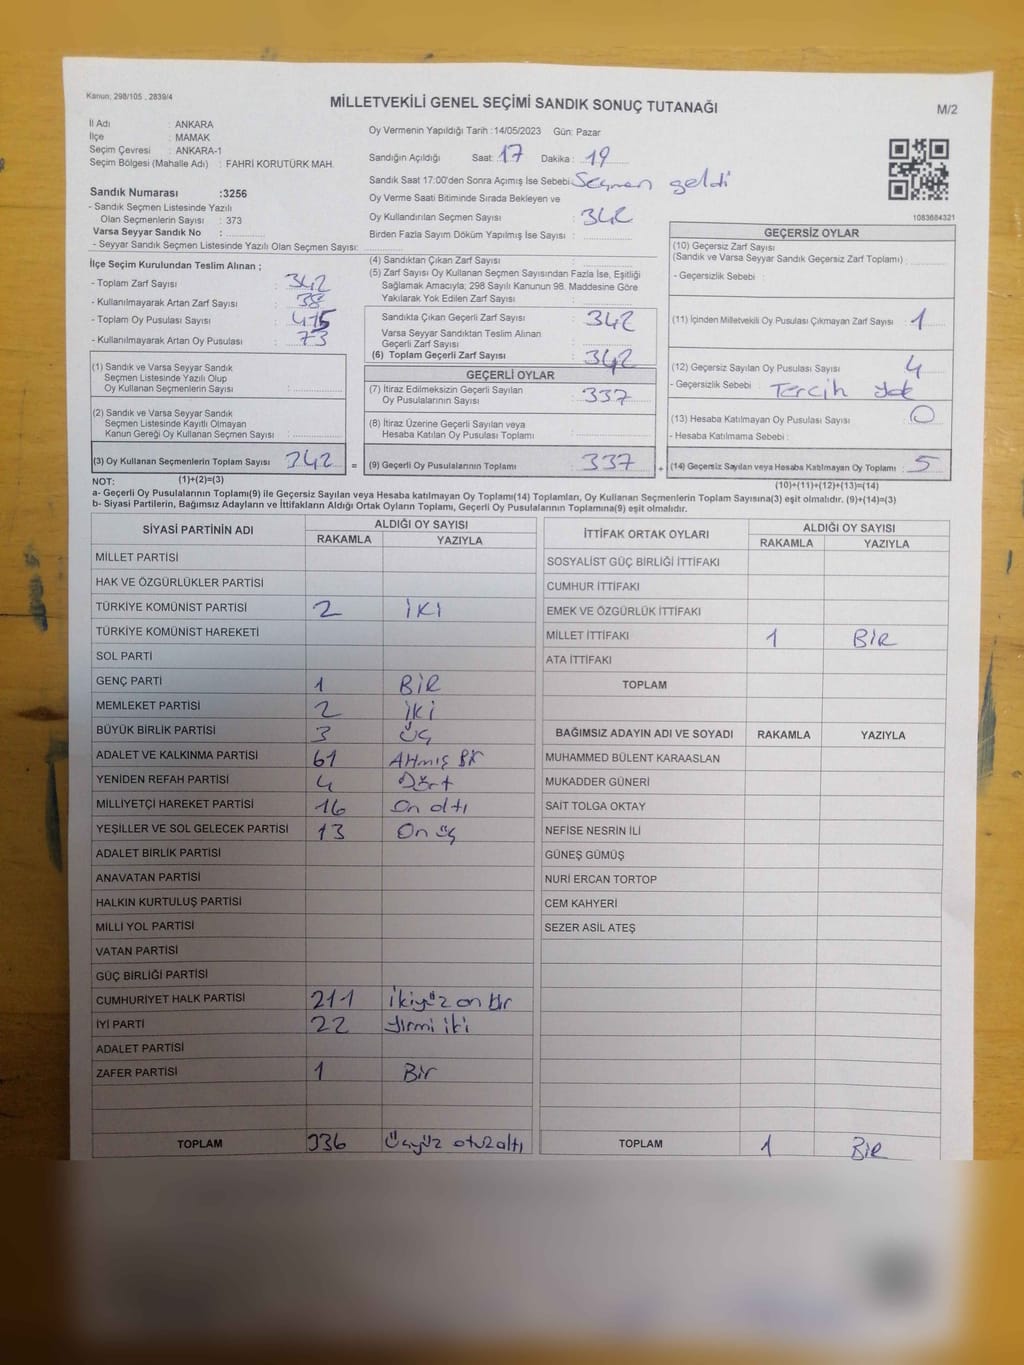 Kanun: 298/105 , 2839/4
MİLLETVEKİLİ GENEL SEÇİMİ SANDIK SONUÇ TUTANAĞI
M/2
İl Adı : ANKARA
İlçe : MAMAK
Seçim Çevresi : ANKARA-1
Seçim Bölgesi (Mahalle Adı) : FAHRİ KORUTÜRK MAH.
Sandık Numarası :3256
- Sandık Seçmen Listesinde Yazılı
Olan Seçmenlerin Sayısı : 373
Varsa Seyyar Sandık No :
- Seyyar Sandık Seçmen Listesinde Yazılı Olan Seçmen Sayısı:
Oy Vermenin Yapıldığı Tarih :14/05/2023 Gün: Pazar
Sandığın Açıldığı Saat: 17 Dakika : 19
Sandık Saat 17:00'den Sonra Açımış İse Sebebi: Seçmen geldi
Oy Verme Saati Bitiminde Sırada Bekleyen ve
Oy Kullandırılan Seçmen Sayısı : 342
Birden Fazla Sayım Döküm Yapılmış İse Sayısı :
1083684321
İlçe Seçim Kurulundan Teslim Alınan ;
- Toplam Zarf Sayısı : 342
- Kullanılmayarak Artan Zarf Sayısı : 38
- Toplam Oy Pusulası Sayısı : 415
- Kullanılmayarak Artan Oy Pusulası : 73
(1) Sandık ve Varsa Seyyar Sandık
Seçmen Listesinde Yazılı Olup
Oy Kullanan Seçmenlerin Sayısı :
(2) Sandık ve Varsa Seyyar Sandık
Seçmen Listesinde Kayıtlı Olmayan
Kanun Gereği Oy Kullanan Seçmen Sayısı :
(3) Oy Kullanan Seçmenlerin Toplam Sayısı 342
(1)+(2)=(3)
(4) Sandıktan Çıkan Zarf Sayısı :
(5) Zarf Sayısı Oy Kullanan Seçmen Sayısından Fazla İse, Eşitliği
Sağlamak Amacıyla; 298 Sayılı Kanunun 98. Maddesine Göre
Yakılarak Yok Edilen Zarf Sayısı :
Sandıkta Çıkan Geçerli Zarf Sayısı : 342
Varsa Seyyar Sandıktan Teslim Alınan
Geçerli Zarf Sayısı :
(6) Toplam Geçerli Zarf Sayısı : 342
GEÇERLİ OYLAR
(7) İtiraz Edilmeksizin Geçerli Sayılan
Oy Pusulalarının Sayısı : 337
(8) İtiraz Üzerine Geçerli Sayılan veya
Hesaba Katılan Oy Pusulası Toplamı :
= (9) Geçerli Oy Pusulalarının Toplamı : 337 +
GEÇERSİZ OYLAR
(10) Geçersiz Zarf Sayısı
(Sandık ve Varsa Seyyar Sandık Geçersiz Zarf Toplamı) :
- Geçersizlik Sebebi :
(11) İçinden Milletvekili Oy Pusulası Çıkmayan Zarf Sayısı : 1
(12) Geçersiz Sayılan Oy Pusulası Sayısı : 4
- Geçersizlik Sebebi : Tercih Yok
(13) Hesaba Katılmayan Oy Pusulası Sayısı : 0
- Hesaba Katılmama Sebebi :
(14) Geçersiz Sayılan veya Hesaba Katılmayan Oy Toplamı : 5
(10)+(11)+(12)+(13)=(14)
NOT:
a- Geçerli Oy Pusulalarının Toplamı(9) ile Geçersiz Sayılan veya Hesaba katılmayan Oy Toplamı(14) Toplamları, Oy Kullanan Seçmenlerin Toplam Sayısına(3) eşit olmalıdır. (9)+(14)=(3)
b- Siyasi Partilerin, Bağımsız Adayların ve İttifakların Aldığı Ortak Oyların Toplamı, Geçerli Oy Pusulalarının Toplamına(9) eşit olmalıdır.
SİYASİ PARTİNİN ADI ALDIĞI OY SAYISI
RAKAMLA YAZIYLA
MİLLET PARTİSİ
HAK VE ÖZGÜRLÜKLER PARTİSİ
TÜRKİYE KOMÜNİST PARTİSİ 2 İKİ
TÜRKİYE KOMÜNİST HAREKETİ
SOL PARTİ
GENÇ PARTİ 1 BİR
MEMLEKET PARTİSİ 2 İKİ
BÜYÜK BİRLİK PARTİSİ 3 Üç
ADALET VE KALKINMA PARTİSİ 61 Altmış Bir
YENİDEN REFAH PARTİSİ 4 Dört
MİLLİYETÇİ HAREKET PARTİSİ 16 On altı
YEŞİLLER VE SOL GELECEK PARTİSİ 13 On üç
ADALET BİRLİK PARTİSİ
ANAVATAN PARTİSİ
HALKIN KURTULUŞ PARTİSİ
MİLLİ YOL PARTİSİ
VATAN PARTİSİ
GÜÇ BİRLİĞİ PARTİSİ
CUMHURİYET HALK PARTİSİ 211 ikiyüz on bir
İYİ PARTİ 22 yirmi iki
ADALET PARTİSİ
ZAFER PARTİSİ 1 Bir
TOPLAM 336 Üçyüz otuz altı
İTTİFAK ORTAK OYLARI ALDIĞI OY SAYISI
RAKAMLA YAZIYLA
SOSYALİST GÜÇ BİRLİĞİ İTTİFAKI
CUMHUR İTTİFAKI
EMEK VE ÖZGÜRLÜK İTTİFAKI
MİLLET İTTİFAKI 1 BİR
ATA İTTİFAKI
TOPLAM
BAĞIMSIZ ADAYIN ADI VE SOYADI RAKAMLA YAZIYLA
MUHAMMED BÜLENT KARAASLAN
MUKADDER GÜNERİ
SAİT TOLGA OKTAY
NEFİSE NESRİN İLİ
GÜNEŞ GÜMÜŞ
NURİ ERCAN TORTOP
CEM KAHYERİ
SEZER ASİL ATEŞ
TOPLAM 1 BİR